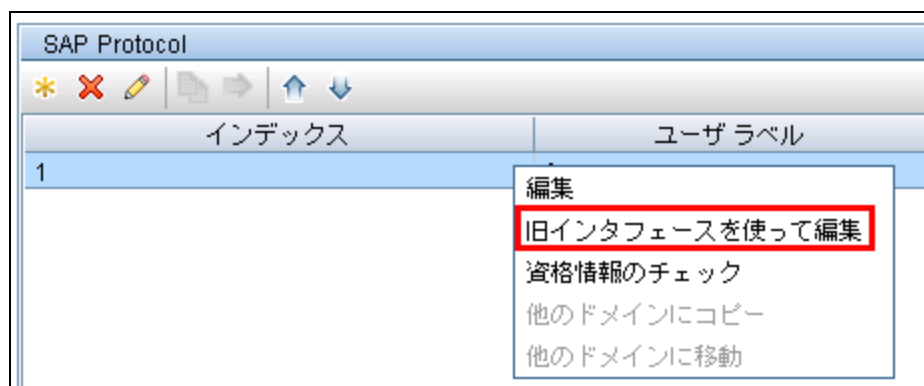 SAP Protocol
インデックス ユーザ ラベル
1
編集
旧インタフェースを使って編集
資格情報のチェック
他のドメインにコピー
他のドメインに移動